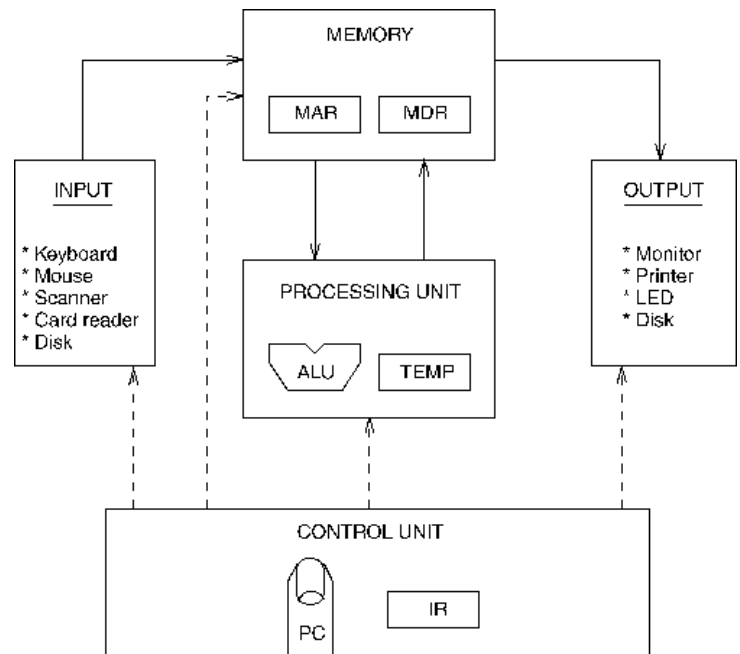 MEMORY
MAR
MDR
INPUT
* Keyboard
* Mouse
* Scanner
* Card reader
* Disk
PROCESSING UNIT
ALU
TEMP
OUTPUT
* Monitor
* Printer
* LED
* Disk
CONTROL UNIT
PC
IR